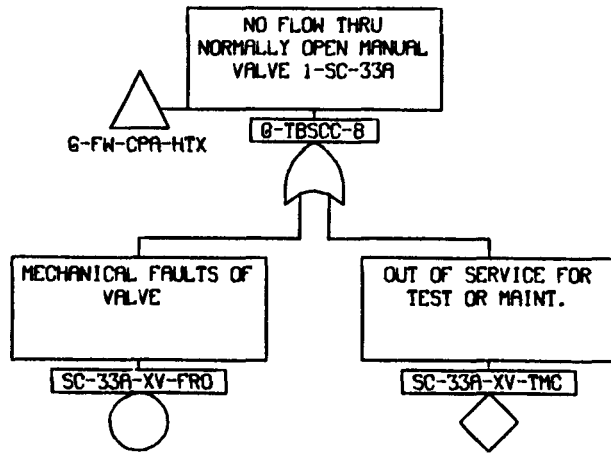 NO FLOW THRU
NORMALLY OPEN MANUAL
VALVE 1-SC-33A
G-FW-CPA-HTX
G-TBSCC-8
MECHANICAL FAULTS OF
VALVE
OUT OF SERVICE FOR
TEST OR MAINT.
SC-33A-XV-FRO
SC-33A-XV-TMC